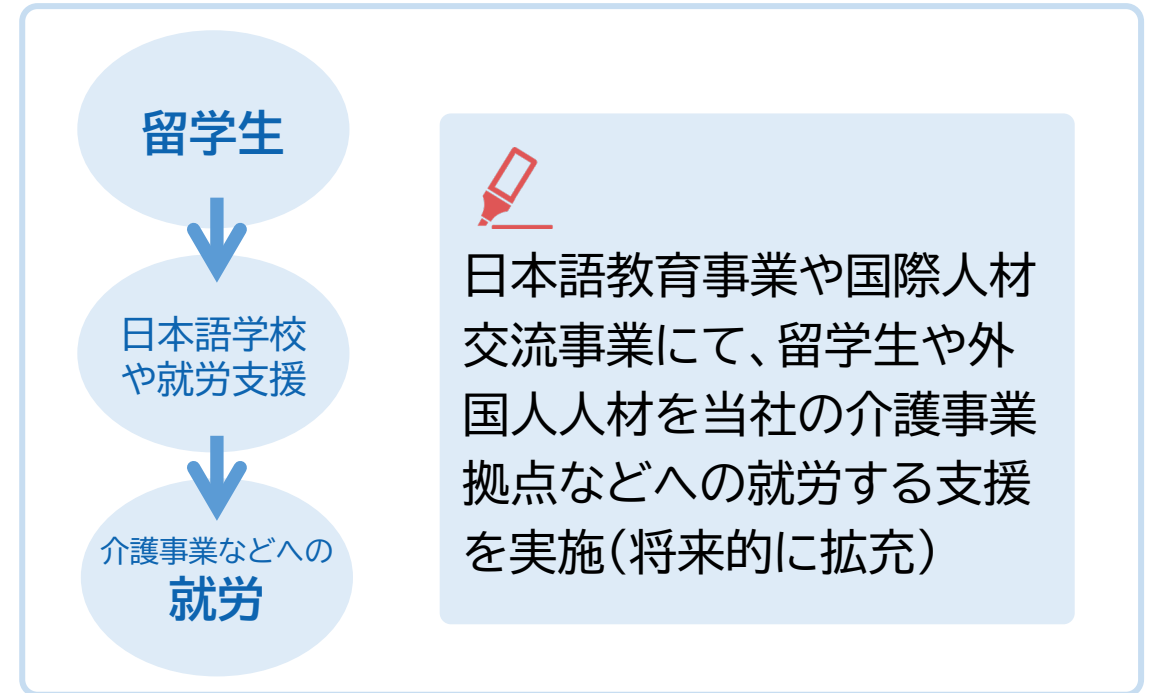 留学生
日本語学校
や就労支援
介護事業などへの
就労
日本語教育事業や国際人材
交流事業にて、留学生や外
国人人材を当社の介護事業
拠点などへの就労する支援
を実施(将来的に拡充)